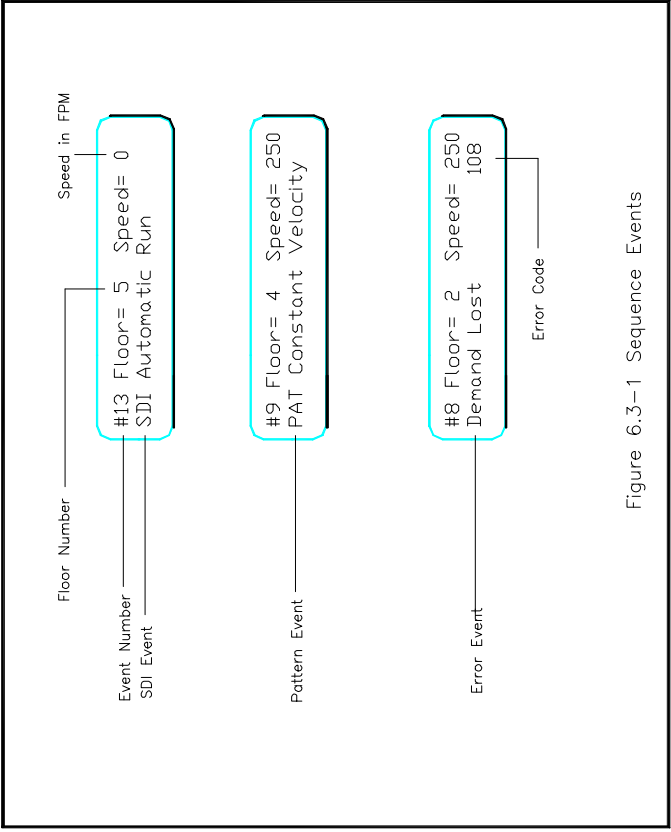 Speed in FPM
Floor Number
#13 Floor= 5 Speed= 0
SDI Automatic Run
Event Number
SDI Event
#9 Floor= 4 Speed= 250
PAT Constant Velocity
Pattern Event
#8 Floor= 2 Speed= 250
Demand Lost 108
Error Event
Error Code
Figure 6.3-1 Sequence Events